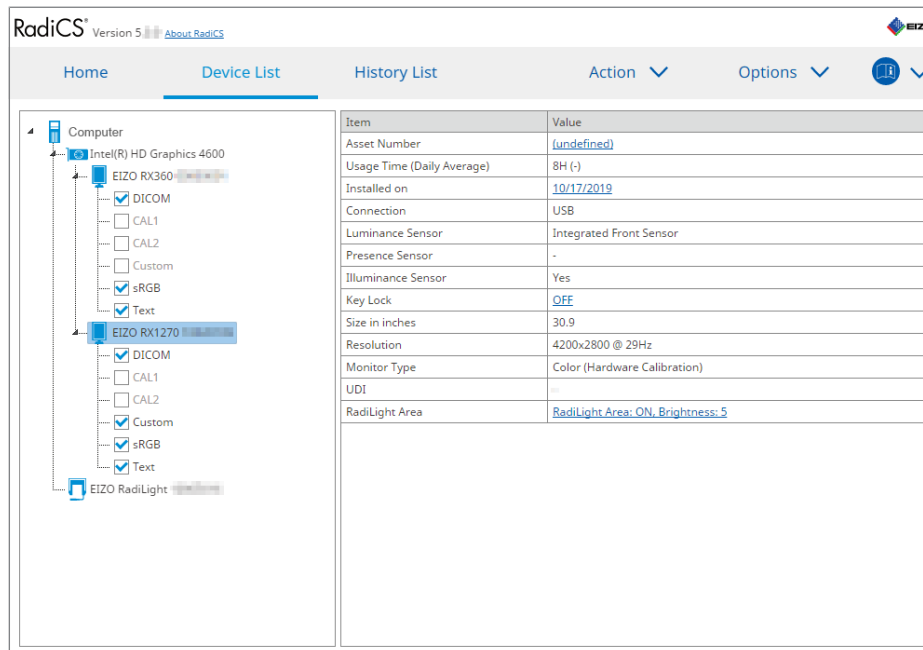 RadiCS® Version 5. About RadiCS
EIZ
Home Device List History List Action Options
Computer
Intel(R) HD Graphics 4600
EIZO RX360
DICOM
CAL1
CAL2
Custom
sRGB
Text
EIZO RX1270
DICOM
CAL1
CAL2
Custom
sRGB
Text
EIZO RadiLight
Item Value
Asset Number (undefined)
Usage Time (Daily Average) 8H (-)
Installed on 10/17/2019
Connection USB
Luminance Sensor Integrated Front Sensor
Presence Sensor -
Illuminance Sensor Yes
Key Lock OFF
Size in inches 30.9
Resolution 4200x2800 @ 29Hz
Monitor Type Color (Hardware Calibration)
UDI
RadiLight Area RadiLight Area: ON, Brightness: 5